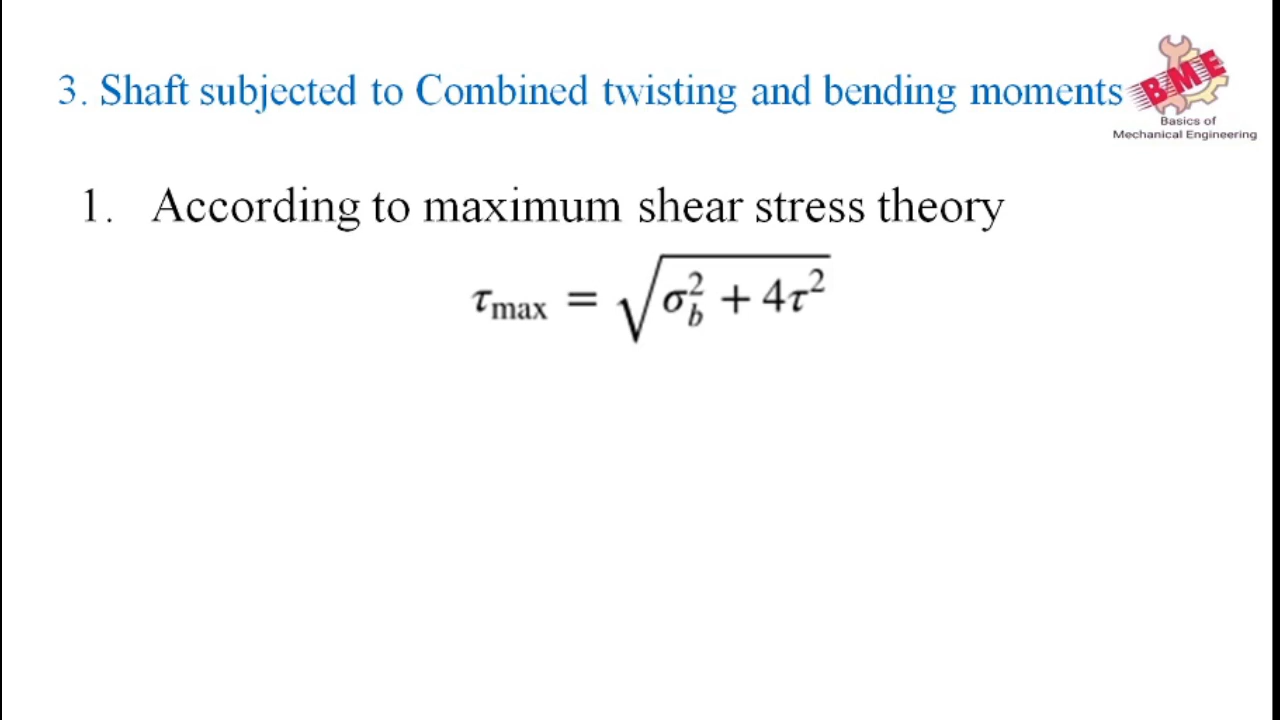 3. Shaft subjected to Combined twisting and bending moments
BME
Basics of
Mechanical Engineering
1. According to maximum shear stress theory
τmax = √(σb² + 4τ²)